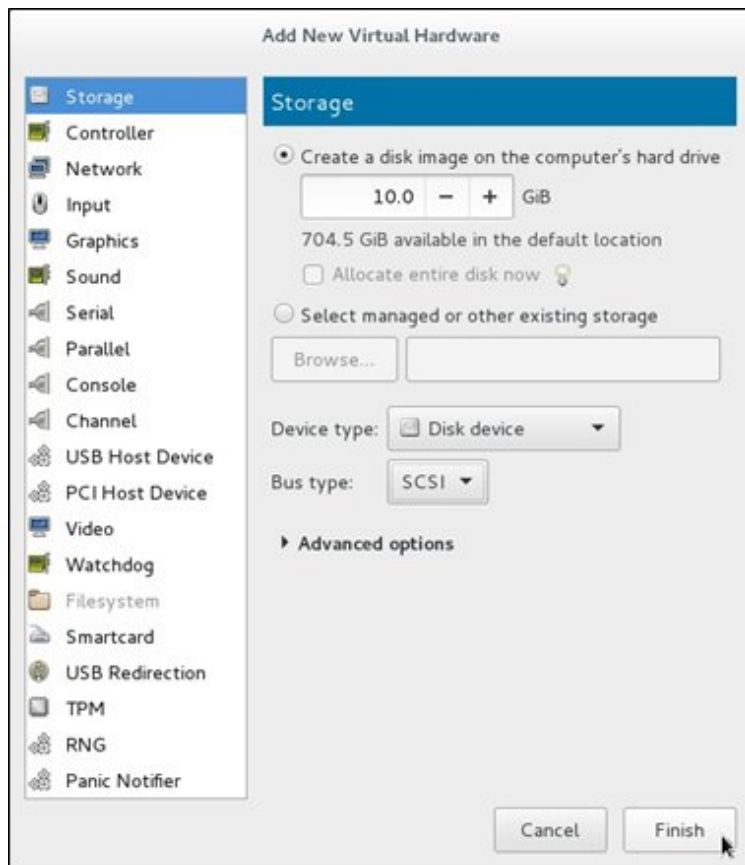 Add New Virtual Hardware
Storage
Controller
Network
Input
Graphics
Sound
Serial
Parallel
Console
Channel
USB Host Device
PCI Host Device
Video
Watchdog
Filesystem
Smartcard
USB Redirection
TPM
RNG
Panic Notifier
Storage
Create a disk image on the computer's hard drive
10.0 − + GiB
704.5 GiB available in the default location
Allocate entire disk now
Select managed or other existing storage
Browse...
Device type: Disk device
Bus type: SCSI
Advanced options
Cancel Finish